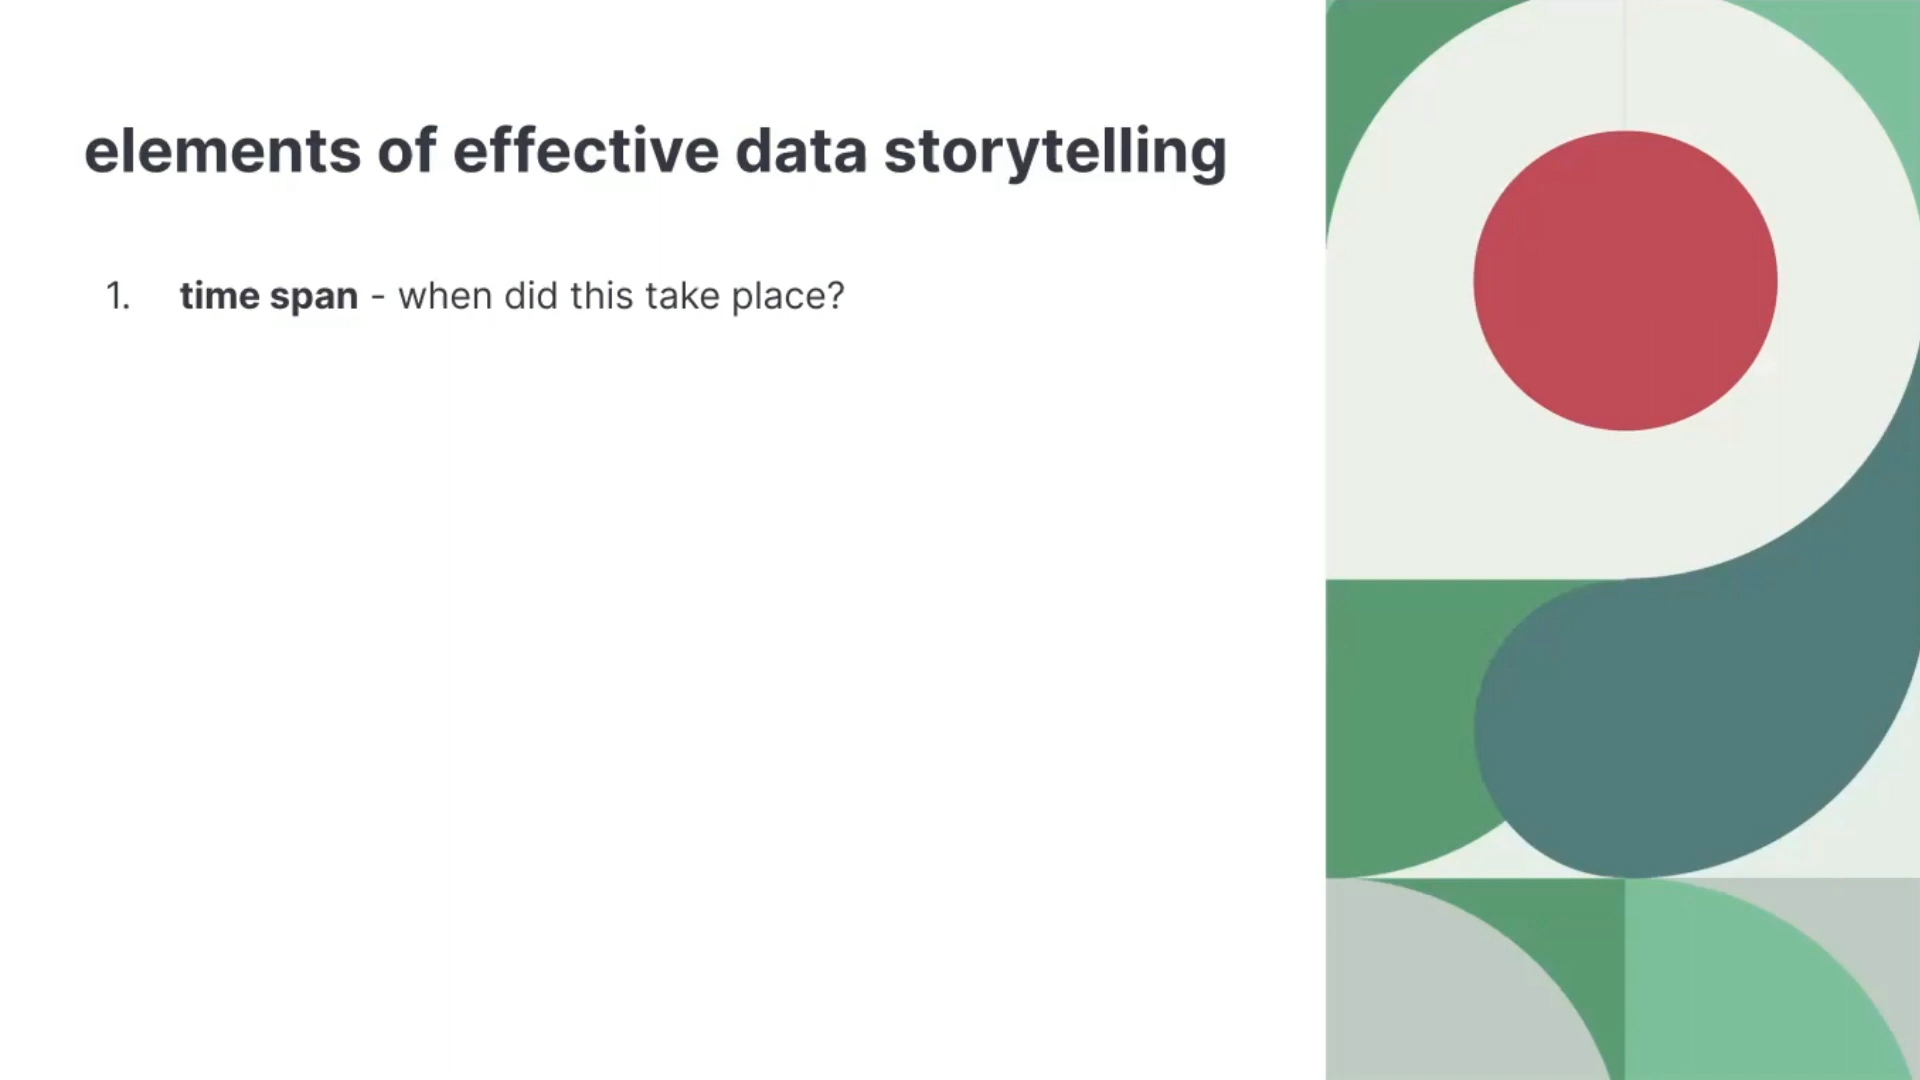 elements of effective data storytelling
1. time span - when did this take place?